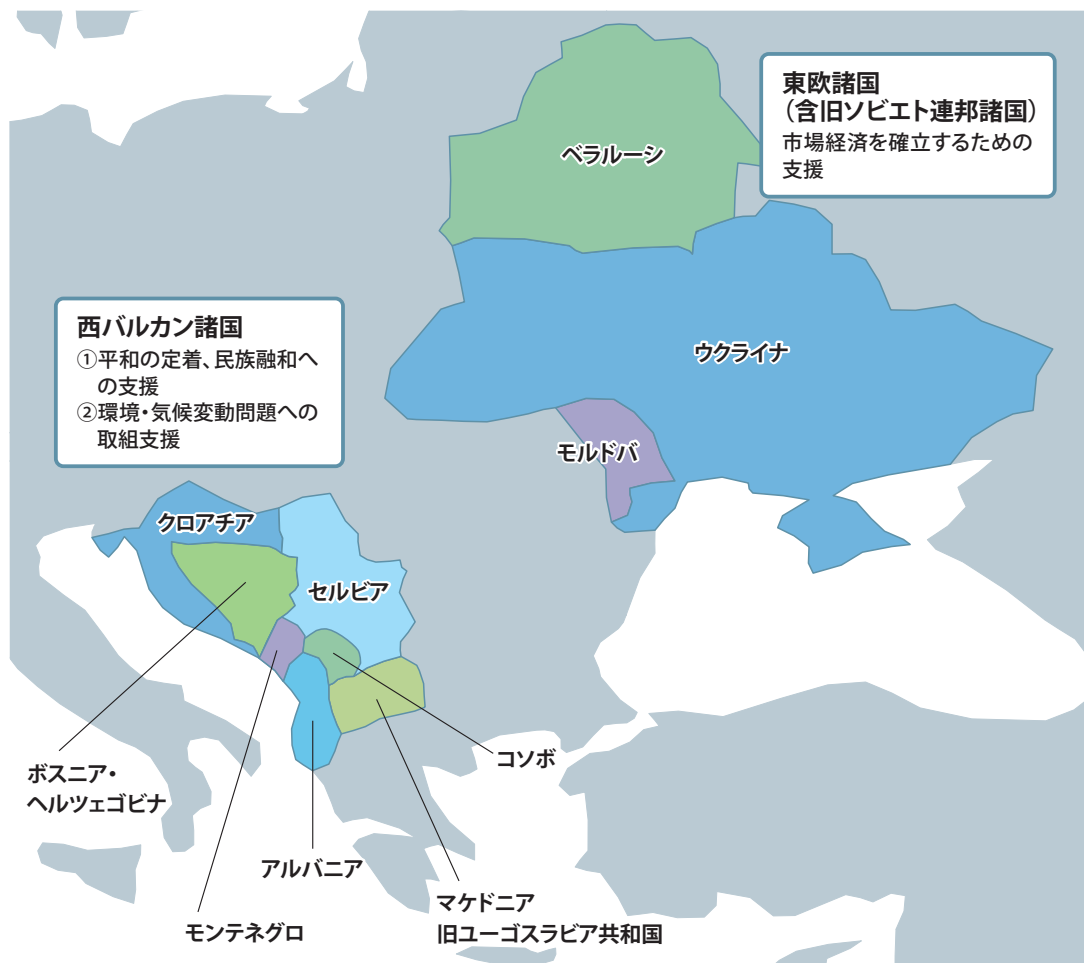 東欧諸国
（含旧ソビエト連邦諸国）
市場経済を確立するための
支援
ベラルーシ
西バルカン諸国
①平和の定着、民族融和へ
の支援
②環境・気候変動問題への
取組支援
ウクライナ
モルドバ
クロアチア
セルビア
コソボ
ボスニア・
ヘルツェゴビナ
アルバニア
マケドニア
旧ユーゴスラビア共和国
モンテネグロ